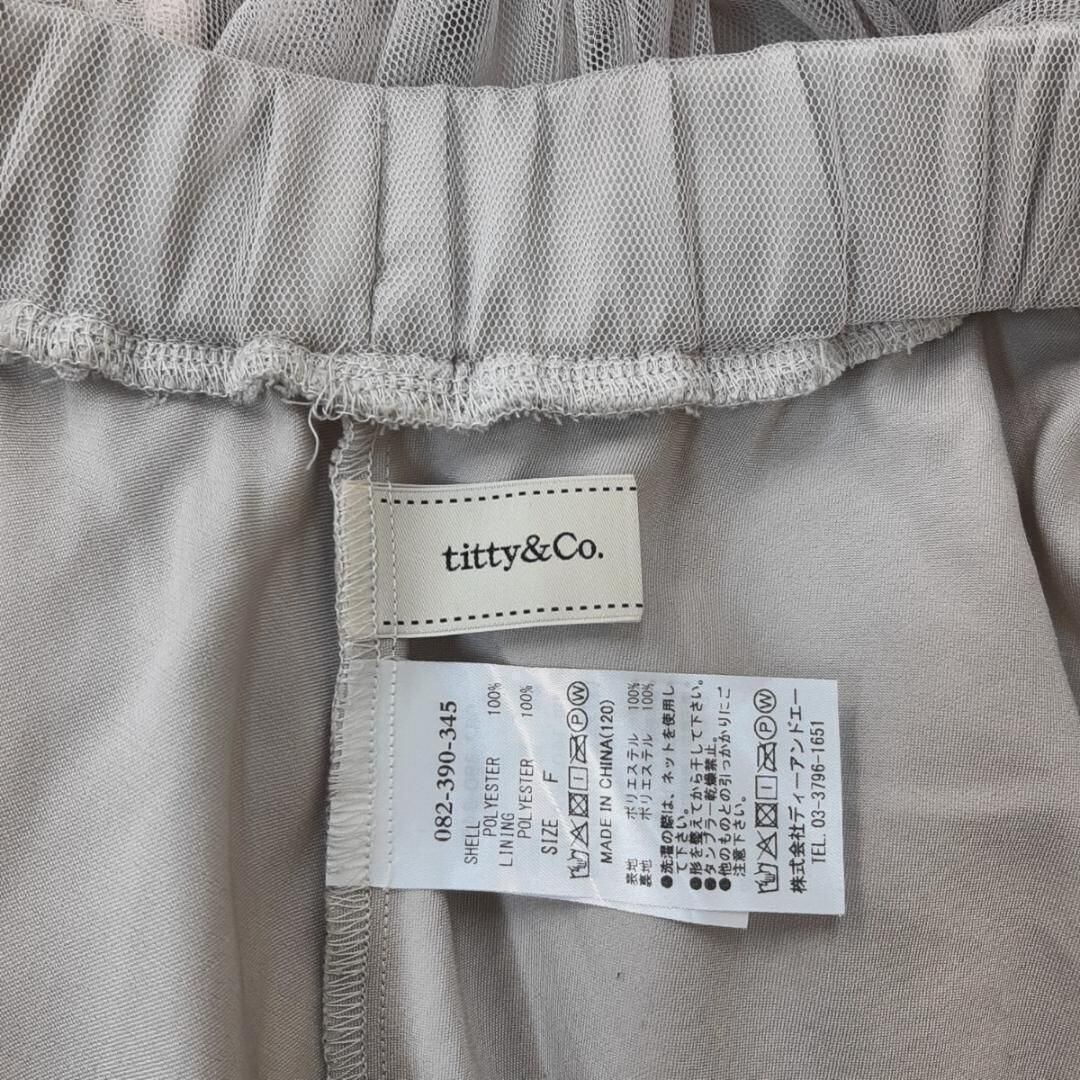 titty&Co.
082-390-345
SHELL
POLYESTER 100%
LINING
POLYESTER 100%
SIZE F
MADE IN CHINA(120)
表地 ポリエステル 100%
裏地 ポリエステル 100%
●洗濯の際は、ネットを使用し
て下さい。
●形を整えてから干して下さい。
●タンブラー乾燥禁止。
●他のものとの引っかかりにご
注意下さい。
株式会社ディーアンドエー
TEL. 03-3796-1651